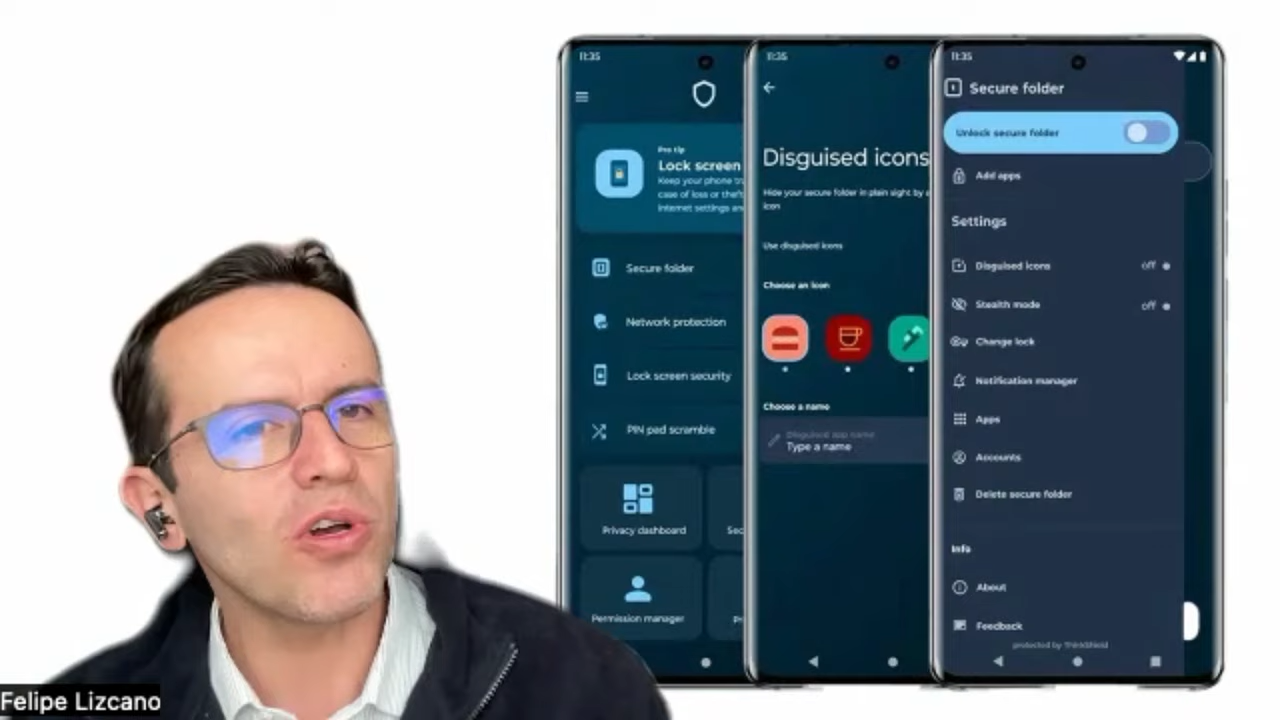 11:35
Pro tip
Lock screen
Keep your phone
case of loss or theft
internet settings
Secure folder
Network protection
Lock screen security
PIN pad scramble
Privacy dashboard
Sec
Permission manager
11:35
Disguised icons
Hide your secure folder in plain sight by
icon
Use disguised icons
Choose an icon
Choose a name
Disguised app name
Type a name
11:35
Secure folder
Unlock secure folder
Add apps
Settings
Disguised icons off
Stealth mode off
Change lock
Notification manager
Apps
Accounts
Delete secure folder
Info
About
Feedback
protected by ThinkShield
Felipe Lizcano